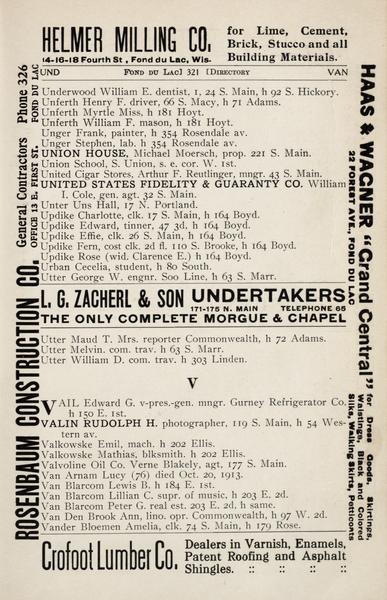 HELMER MILLING CO.
14-16-18 Fourth St., Fond du Lac, Wis.
for Lime, Cement,
Brick, Stucco and all
Building Materials.
UND FOND DU LAC] 321 [DIRECTORY VAN
Underwood William E. dentist, 1, 24 S. Main, h 92 S. Hickory.
Unferth Henry F. driver, 66 S. Macy, h 71 Adams.
Unferth Myrtle Miss, h 181 Hoyt.
Unferth William F. mason, h 181 Hoyt.
Unger Frank, painter, h 354 Rosendale av.
Unger Stephen, lab. h 354 Rosendale av.
UNION HOUSE, Michael Moersch, prop. 221 S. Main.
Union School, S. Union, s. e. cor. W. 1st.
United Cigar Stores, Arthur F. Reutlinger, mngr. 43 S. Main.
UNITED STATES FIDELITY & GUARANTY CO. William
I. Cole, gen. agt. 32 S. Main.
Unter Uns Hall, 17 N. Portland.
Updike Charlotte, clk. 17 S. Main, h 164 Boyd.
Updike Edward, tinner, 47 3d. h 164 Boyd.
Updike Effie, clk. 26 S. Main, h 164 Boyd.
Updike Fern, cost clk. 2d fl. 110 S. Brooke, h 164 Boyd.
Updike Rose (wid. Clarence E.) h 164 Boyd.
Urban Cecelia, student, h 80 South.
Utter George W. engnr. Soo Line, h 63 S. Marr.
L. G. ZACHERL & SON UNDERTAKERS
171-175 N. MAIN TELEPHONE 65
THE ONLY COMPLETE MORGUE & CHAPEL
Utter Maud T. Mrs. reporter Commonwealth, h 72 Adams.
Utter Melvin. com. trav. h 63 S. Marr.
Utter William D. com. trav. h 303 Linden.
V
VAIL Edward G. v-pres.-gen. mngr. Gurney Refrigerator Co.
h 150 E. 1st.
VALIN RUDOLPH H. photographer, 119 S. Main, h 54 Wes-
tern av.
Valkowske Emil, mach. h 202 Ellis.
Valkowske Mathias, blksmith. h 202 Ellis.
Valvoline Oil Co. Verne Blakely, agt, 177 S. Main.
Van Arnam Lucy (76) died Oct. 20, 1913.
Van Blarcom Lewis B. h 184 E. 1st.
Van Blarcom Lillian C. supr. of music, h 203 E. 2d.
Van Blarcom Peter G. real est. 203 E. 2d. h same.
Van Den Brook Ann, lino. opr. Commonwealth, h 97 W. 2d.
Vander Bloemen Amelia, clk. 74 S. Main, h 179 Rose.
Crofoot Lumber Co.
Dealers in Varnish, Enamels,
Patent Roofing and Asphalt
Shingles. :: :: :: ::
ROSENBAUM CONSTRUCTION CO.
General Contractors Phone 326
OFFICE 13 E. FIRST ST. FOND DU LAC
HAAS & WAGNER "Grand Central"
22 FOREST AVE., FOND DU LAC
for Dress Goods, Skirtings,
Waistings, Black and Colored
Silks, Walking Skirts, Petticoats